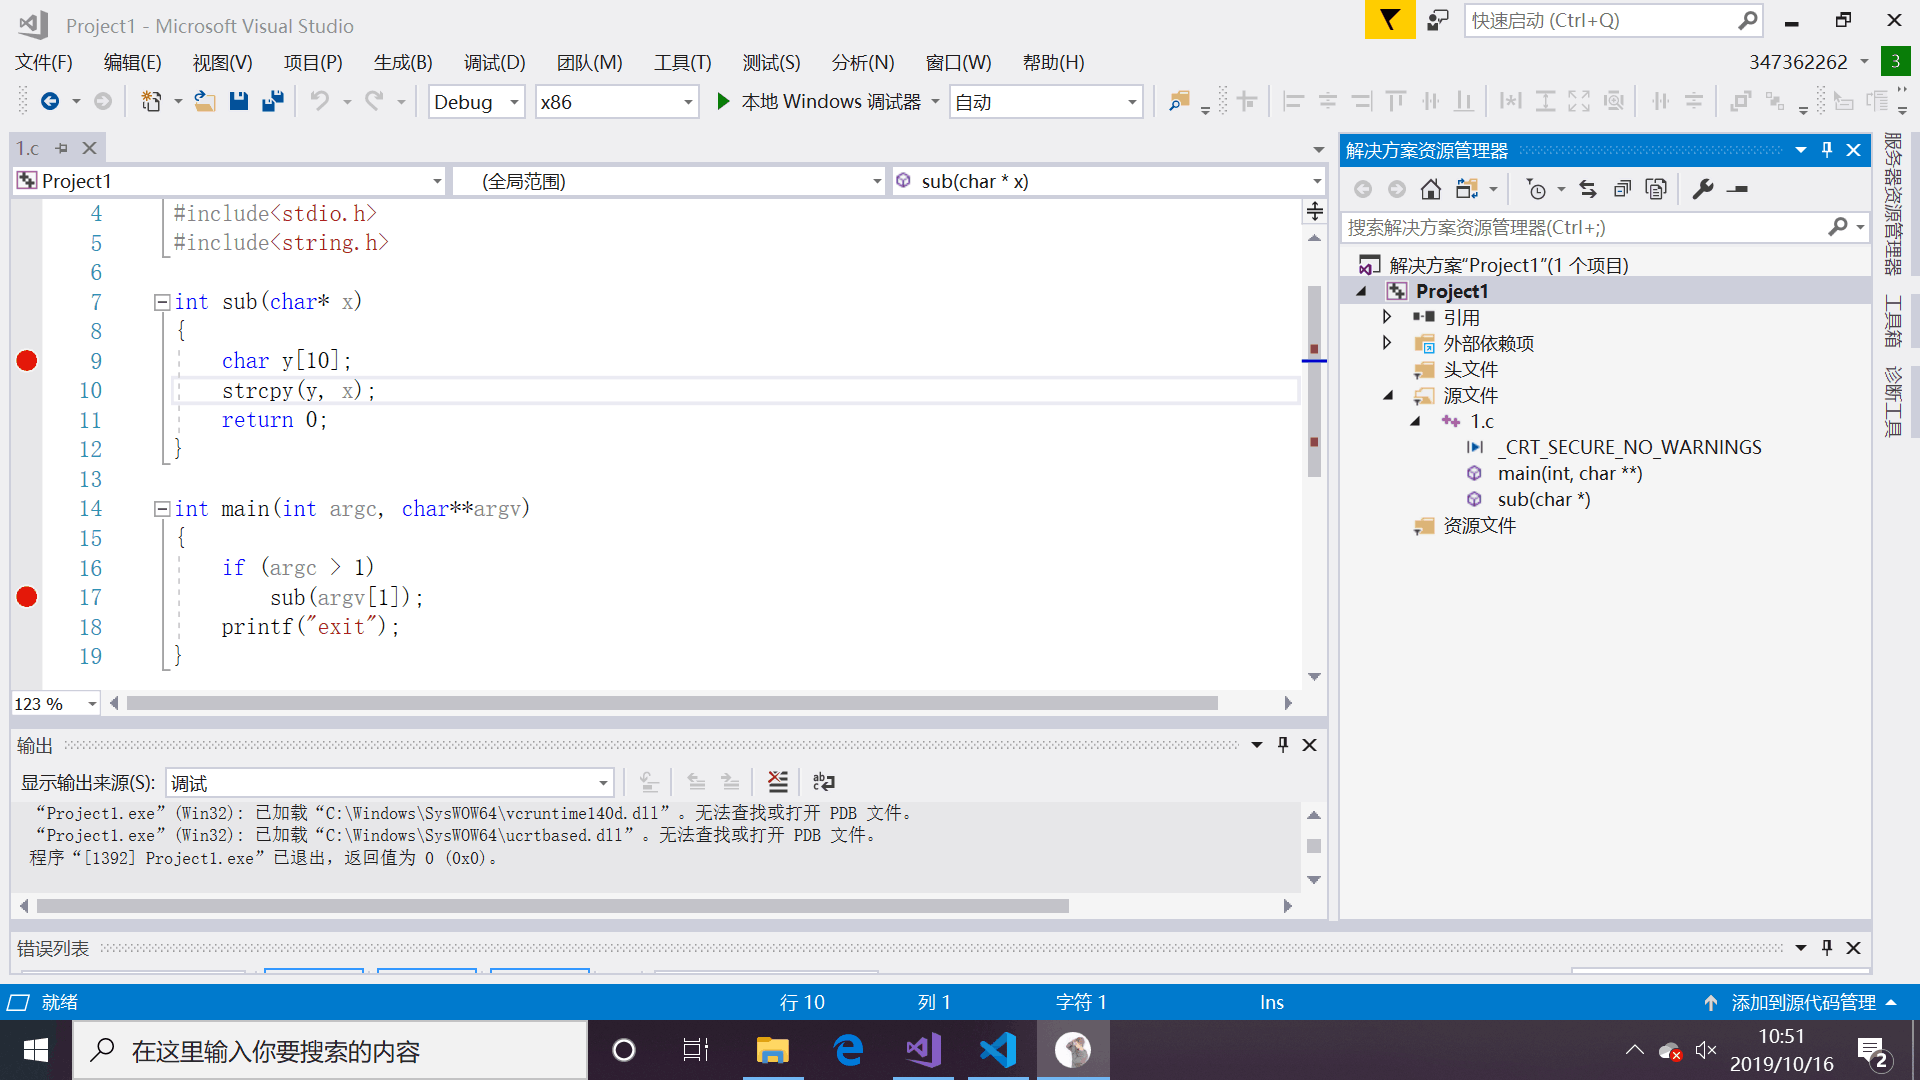 Project1 - Microsoft Visual Studio
快速启动 (Ctrl+Q)
文件(F) 编辑(E) 视图(V) 项目(P) 生成(B) 调试(D) 团队(M) 工具(T) 测试(S) 分析(N) 窗口(W) 帮助(H)
347362262 3
Debug x86 本地 Windows 调试器 自动
1.c
Project1 (全局范围) sub(char * x)
4 #include<stdio.h>
5 #include<string.h>
6
7 int sub(char* x)
8 {
9 char y[10];
10 strcpy(y, x);
11 return 0;
12 }
13
14 int main(int argc, char**argv)
15 {
16 if (argc > 1)
17 sub(argv[1]);
18 printf("exit");
19 }
123 %
输出
显示输出来源(S): 调试
“Project1.exe”(Win32): 已加载“C:\Windows\SysWOW64\vcruntime140d.dll”。无法查找或打开 PDB 文件。
“Project1.exe”(Win32): 已加载“C:\Windows\SysWOW64\ucrtbased.dll”。无法查找或打开 PDB 文件。
程序“[1392] Project1.exe”已退出，返回值为 0 (0x0)。
错误列表
解决方案资源管理器
搜索解决方案资源管理器(Ctrl+;)
解决方案“Project1”(1 个项目)
Project1
引用
外部依赖项
头文件
源文件
1.c
_CRT_SECURE_NO_WARNINGS
main(int, char **)
sub(char *)
资源文件
服务器资源管理器
工具箱
诊断工具
就绪 行 10 列 1 字符 1 Ins 添加到源代码管理
在这里输入你要搜索的内容
10:51
2019/10/16
2